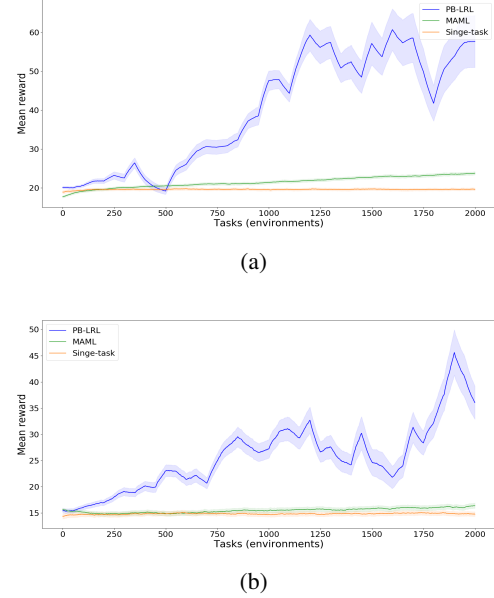 60
50
40
30
20
Mean reward
PB-LRL
MAML
Singe-task
0 250 500 750 1000 1250 1500 1750 2000
Tasks (environments)
(a)
50
45
40
35
30
25
20
15
Mean reward
PB-LRL
MAML
Singe-task
0 250 500 750 1000 1250 1500 1750 2000
Tasks (environments)
(b)